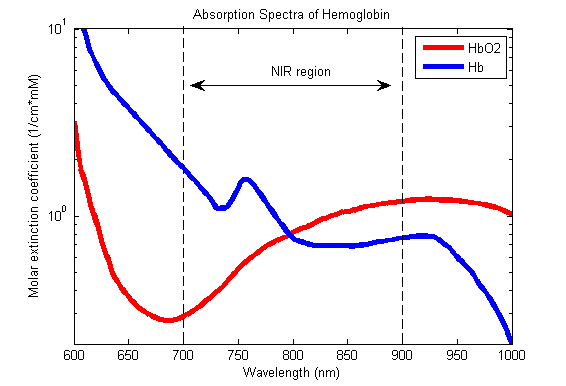 Absorption Spectra of Hemoglobin
10^1
10^0
Molar extinction coefficient (1/cm*mM)
NIR region
HbO2
Hb
600 650 700 750 800 850 900 950 1000
Wavelength (nm)